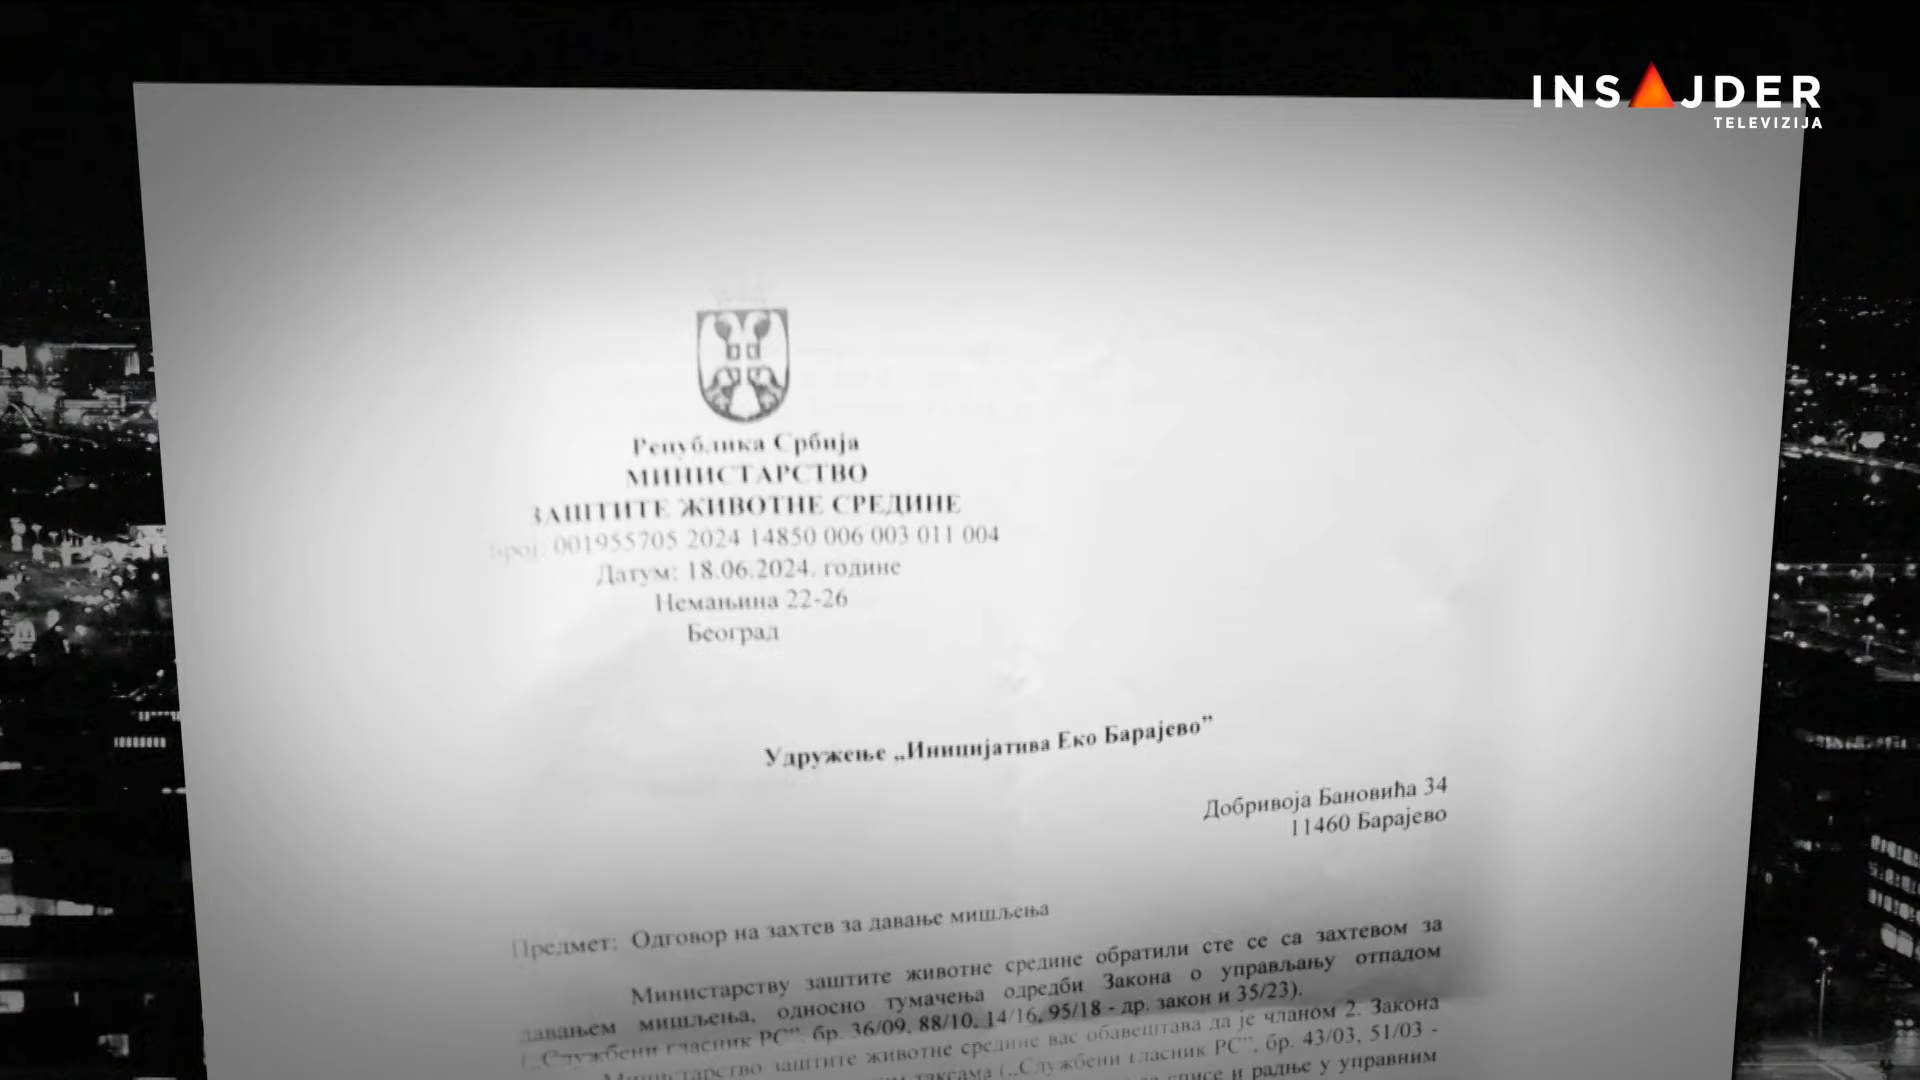 INSAJDER
TELEVIZIJA
Република Србија
МИНИСТАРСТВО
ЗАШТИТЕ ЖИВОТНЕ СРЕДИНЕ
Број: 001955705 2024 14850 006 003 011 004
Датум: 18.06.2024. године
Немањина 22-26
Београд
Удружење „Иницијатива Еко Барајево”
Добривоја Бановића 34
11460 Барајево
Предмет: Одговор на захтев за давање мишљења
Министарству заштите животне средине обратили сте се са захтевом за
давањем мишљења, односно тумачења одредби Закона о управљању отпадом
(„Службени гласник РС”, бр. 36/09, 88/10, 14/16, 95/18 - др. закон и 35/23).
Министарство заштите животне средине вас обавештава да је чланом 2. Закона
таксама („Службени гласник РС”, бр. 43/03, 51/03 -
списе и радње у управним